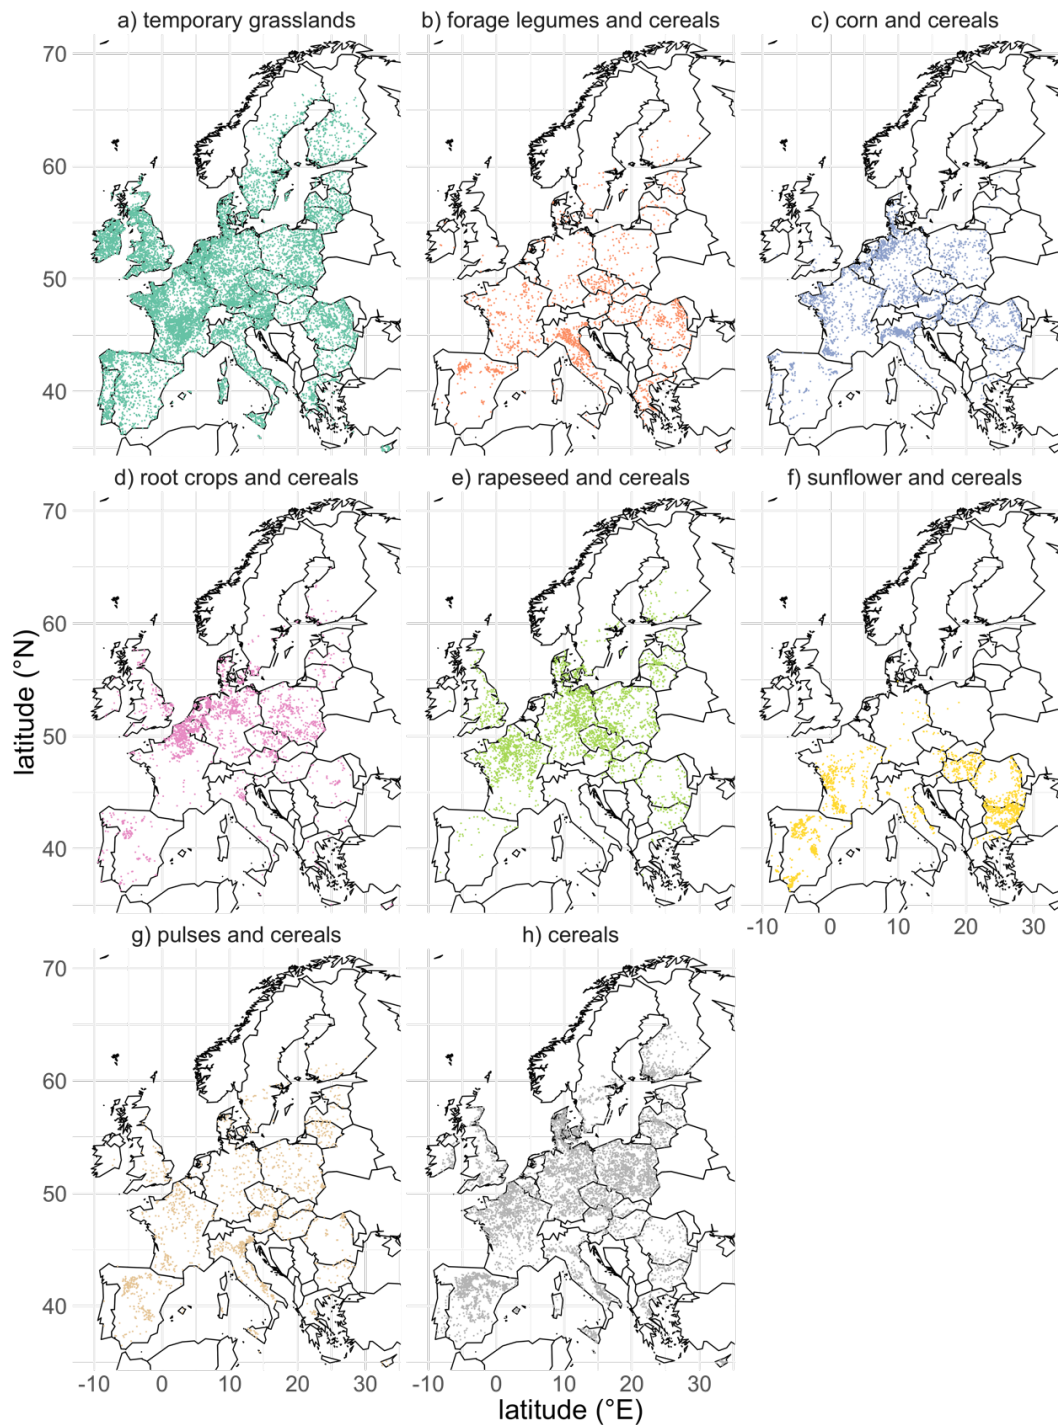 a) temporary grasslands
b) forage legumes and cereals
c) corn and cereals
70
60
50
40
d) root crops and cereals
e) rapeseed and cereals
f) sunflower and cereals
70
60
50
40
-10 0 10 20 30
latitude (°N)
g) pulses and cereals
h) cereals
70
60
50
40
-10 0 10 20 30
-10 0 10 20 30
latitude (°E)